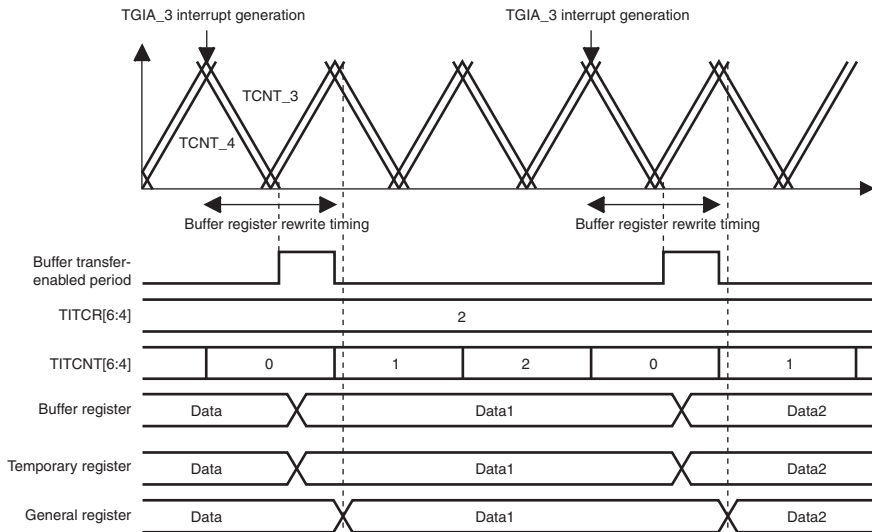 TGIA_3 interrupt generation
TGIA_3 interrupt generation
TCNT_3
TCNT_4
Buffer register rewrite timing
Buffer register rewrite timing
Buffer transfer-
enabled period
TITCR[6:4]
2
TITCNT[6:4]
0
1
2
0
1
Buffer register
Data
Data1
Data2
Temporary register
Data
Data1
Data2
General register
Data
Data1
Data2